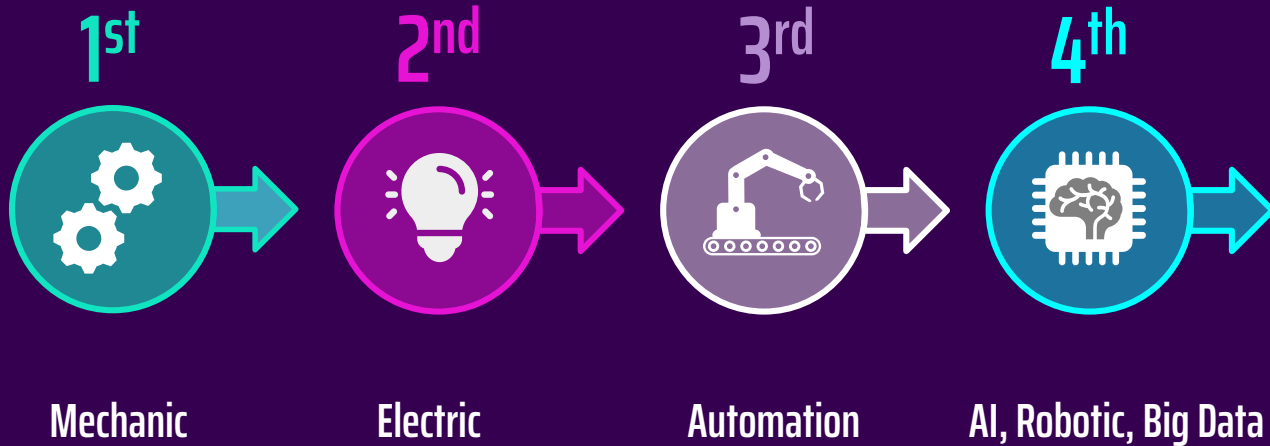 1st
2nd
3rd
4th
Mechanic
Electric
Automation
AI, Robotic, Big Data